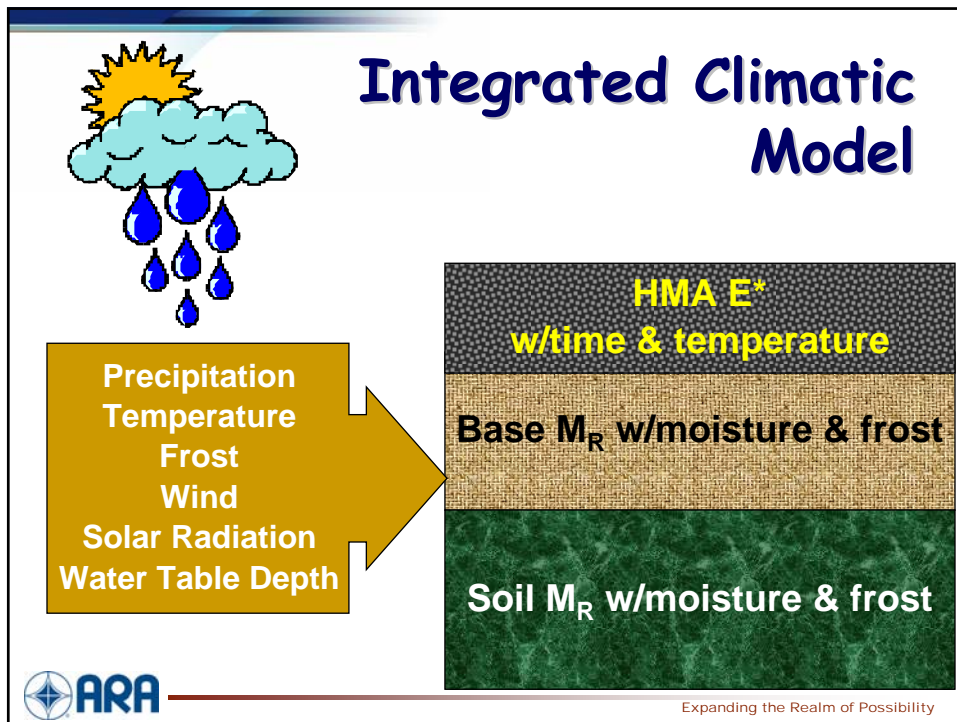 Integrated Climatic
Model
Precipitation
Temperature
Frost
Wind
Solar Radiation
Water Table Depth
HMA E*
w/time & temperature
Base MR w/moisture & frost
Soil MR w/moisture & frost
ARA
Expanding the Realm of Possibility